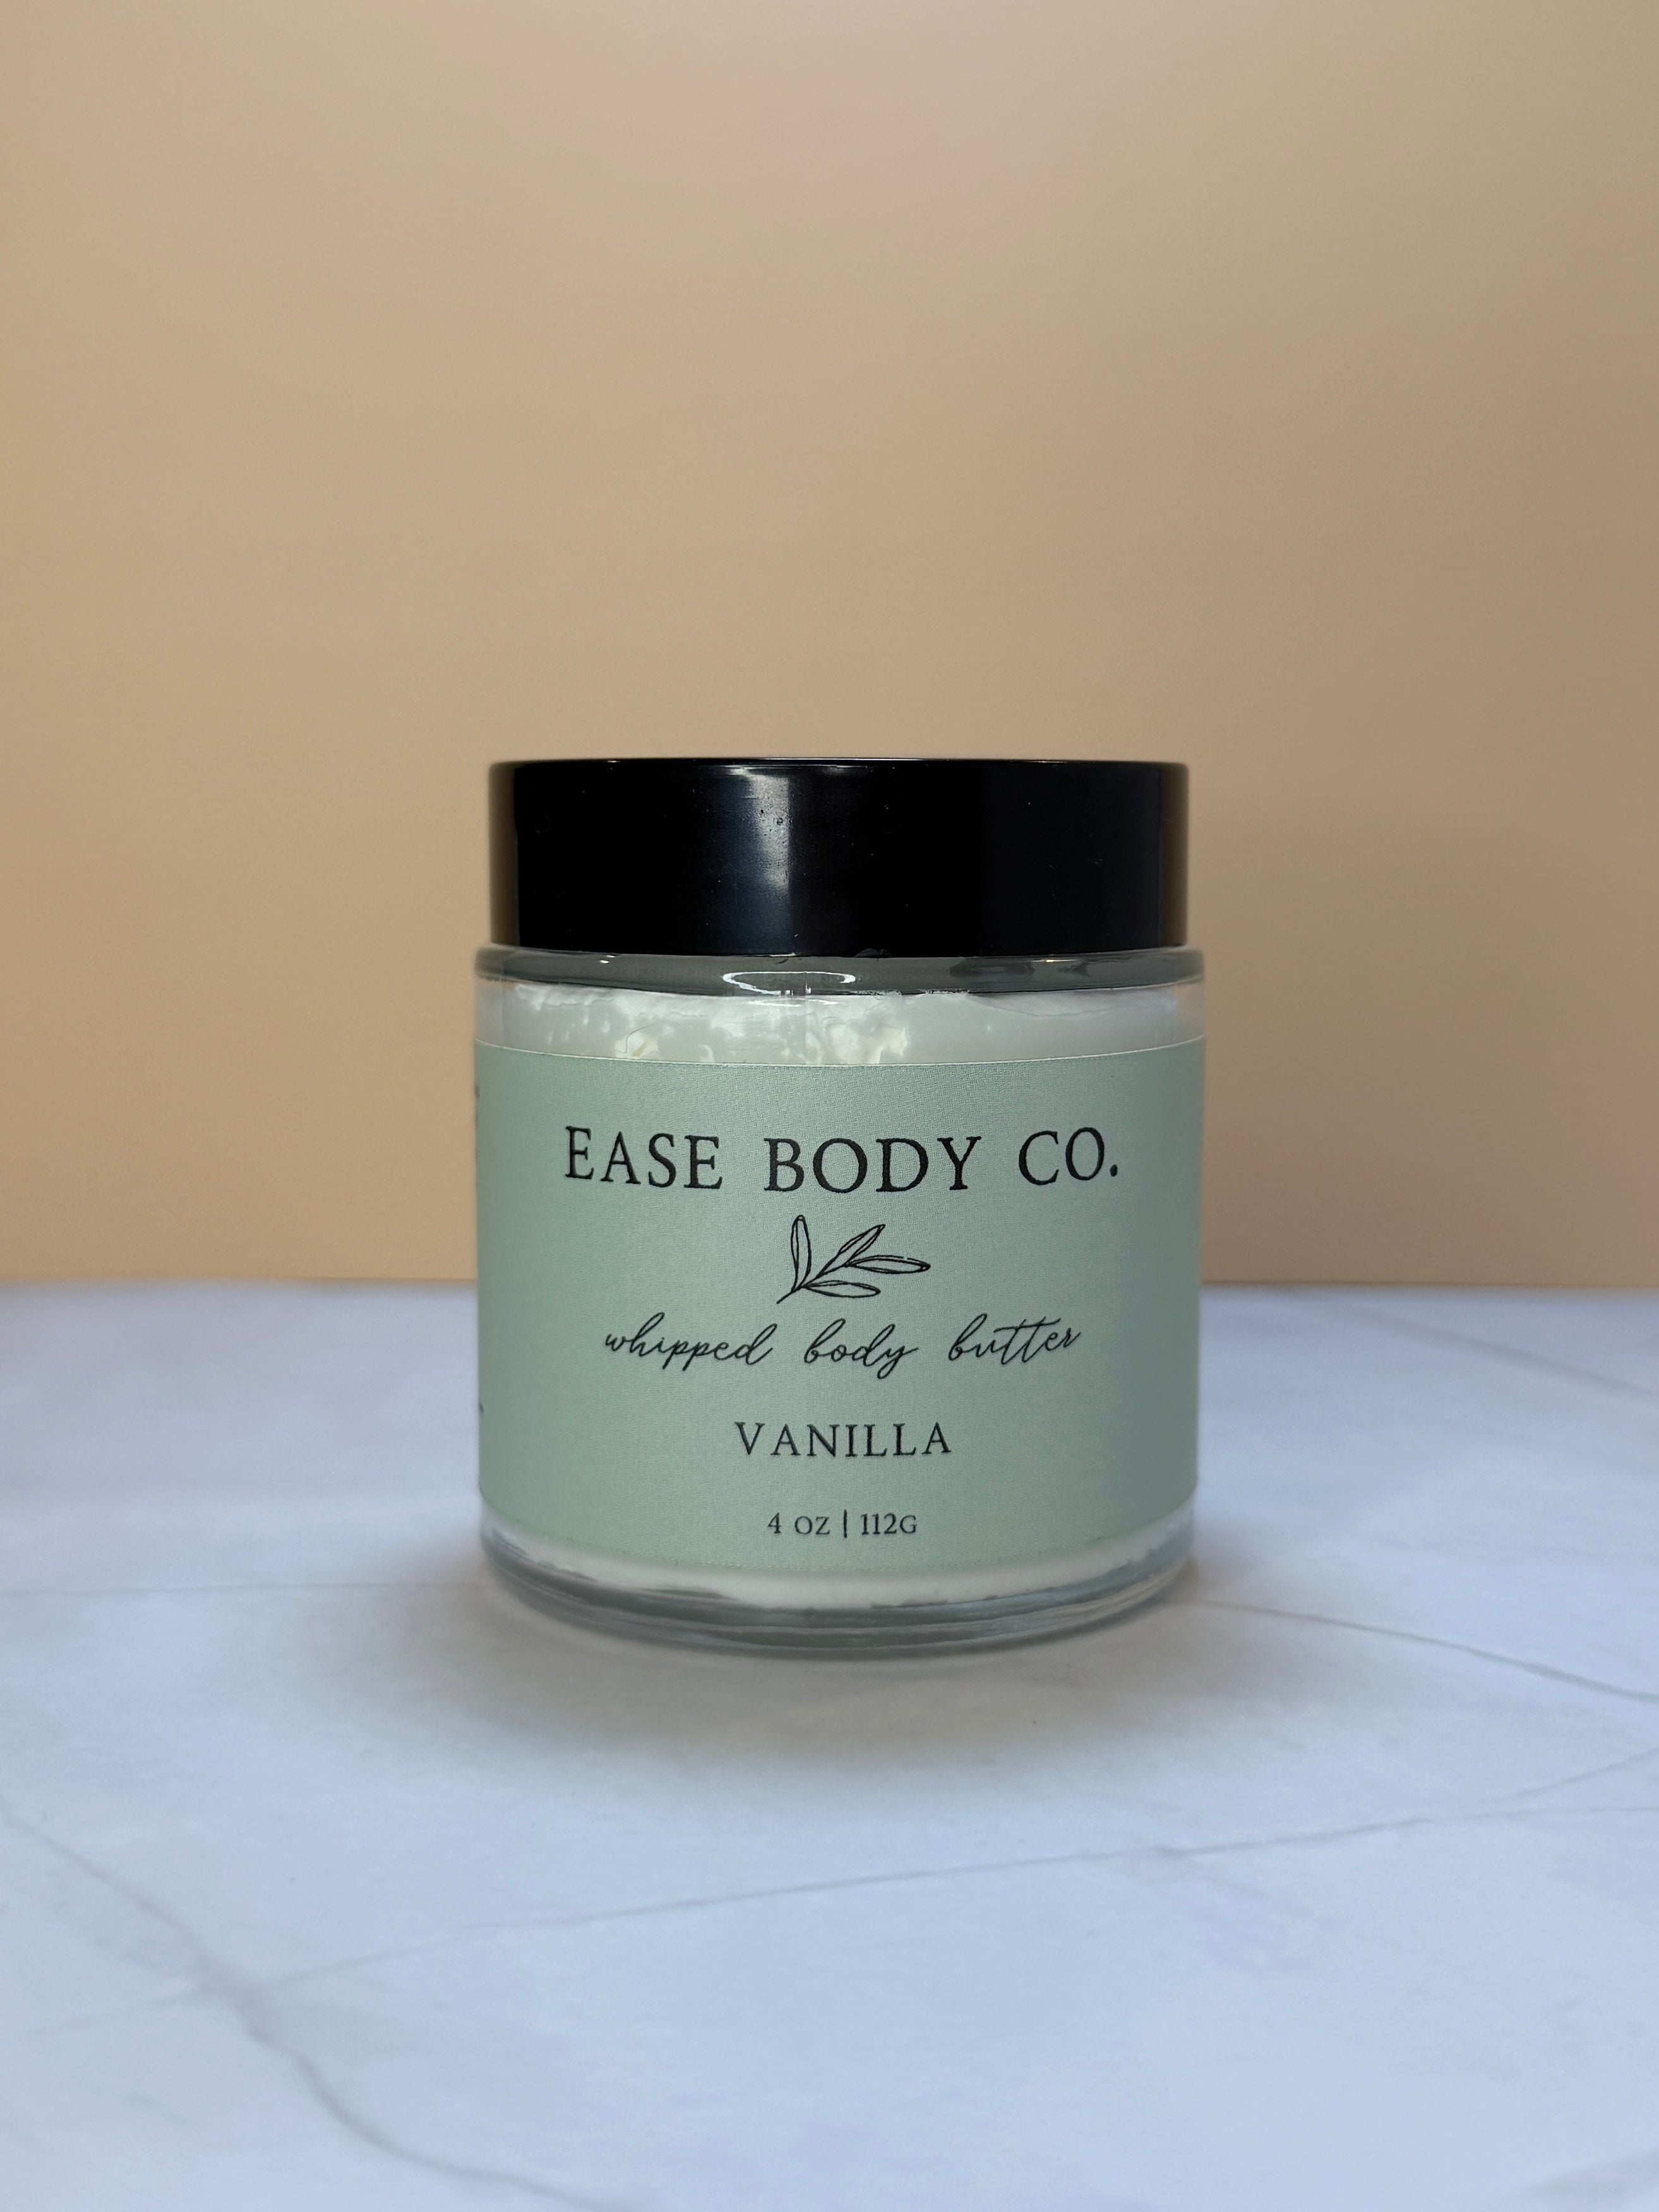 EASE BODY CO.
whipped body butter
VANILLA
4 OZ | 112G